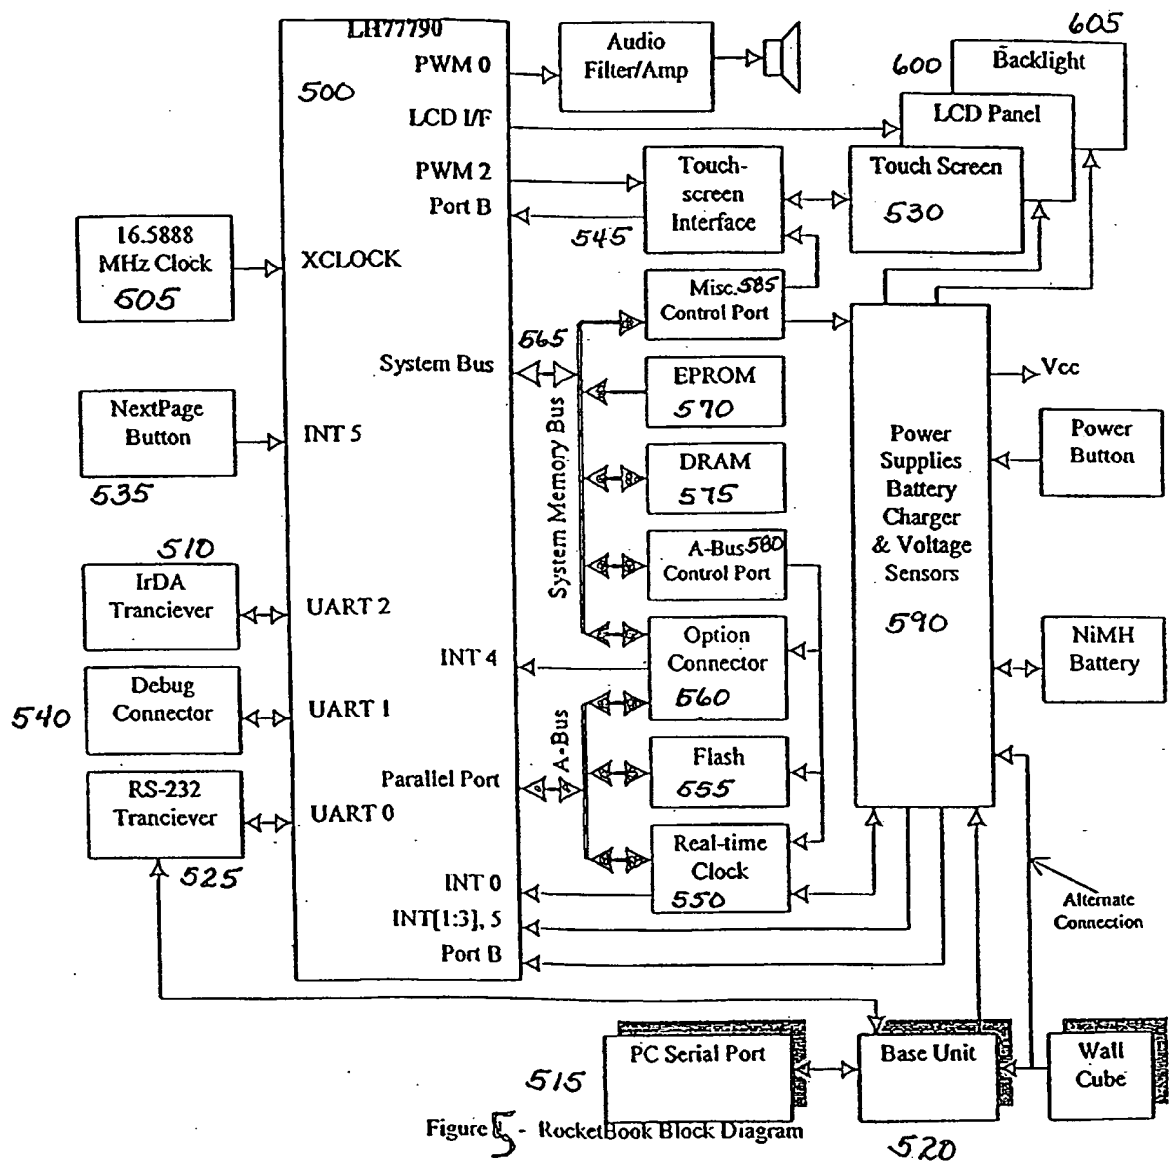 LH77790
500
PWM 0
LCD I/F
PWM 2
Port B
XCLOCK
System Bus
INT 5
UART 2
INT 4
UART 1
Parallel Port
UART 0
INT 0
INT[1:3], 5
Port B
Audio
Filter/Amp
605
Backlight
600
LCD Panel
Touch Screen
530
Touch-
screen
Interface
545
16.5888
MHz Clock
605
Misc. 585
Control Port
565
EPROM
570
NextPage
Button
535
DRAM
575
System Memory Bus
A-Bus 580
Control Port
510
IrDA
Tranciever
Option
Connector
560
Debug
Connector
540
A-Bus
Flash
555
RS-232
Tranciever
525
Real-time
Clock
550
Power
Supplies
Battery
Charger
& Voltage
Sensors
590
Vcc
Power
Button
NiMH
Battery
Alternate
Connection
PC Serial Port
515
Base Unit
520
Wall
Cube
Figure 5 - RocketBook Block Diagram